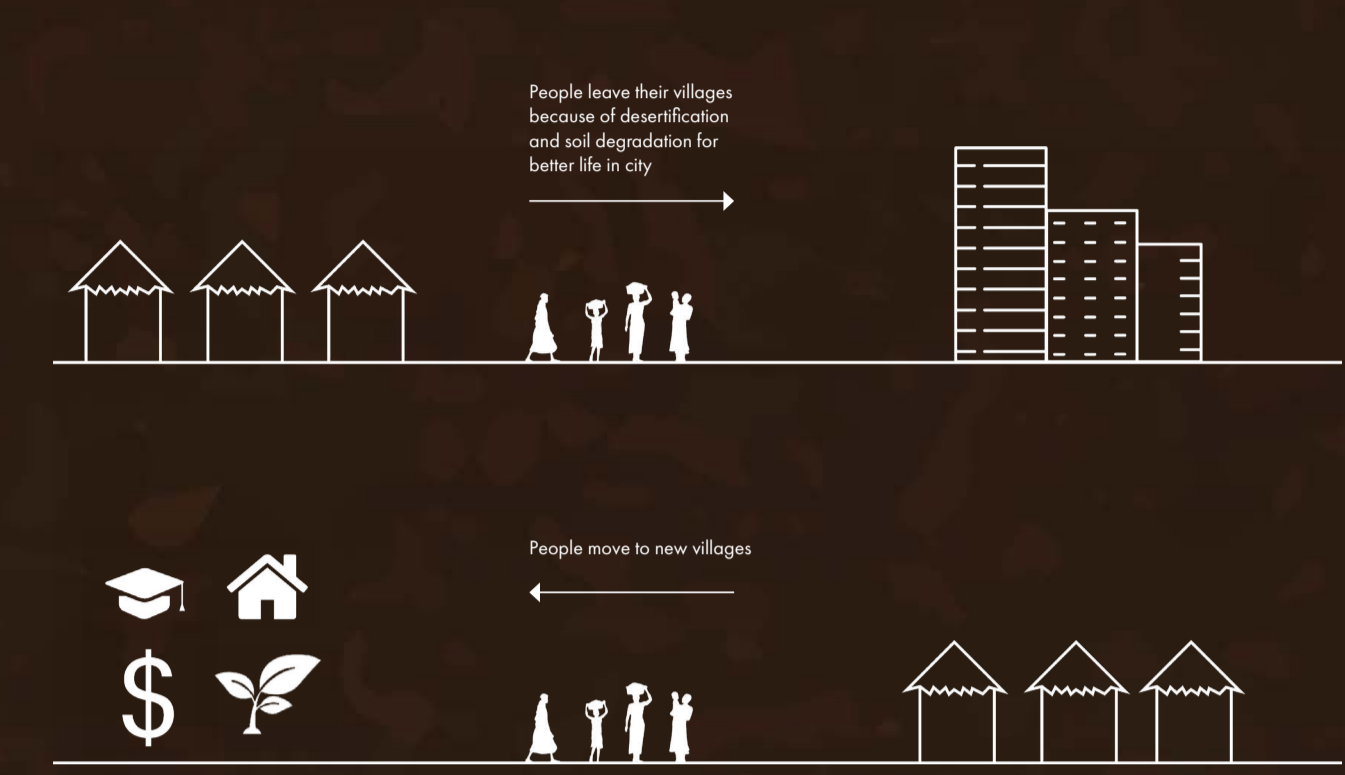 People leave their villages
because of desertification
and soil degradation for
better life in city
People move to new villages
$